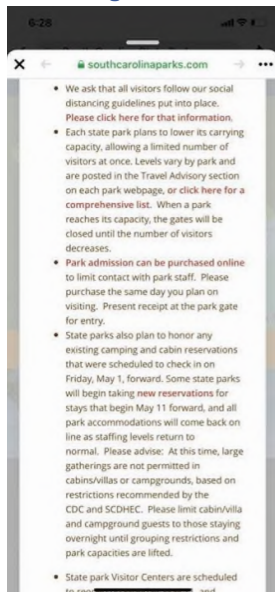 6:28
southcarolinaparks.com
• We ask that all visitors follow our social
distancing guidelines put into place.
Please click here for that information.
• Each state park plans to lower its carrying
capacity, allowing a limited number of
visitors at once. Levels vary by park and
are posted in the Travel Advisory section
on each park webpage, or click here for a
comprehensive list. When a park
reaches its capacity, the gates will be
closed until the number of visitors
decreases.
• Park admission can be purchased online
to limit contact with park staff. Please
purchase the same day you plan on
visiting. Present receipt at the park gate
for entry.
• State parks also plan to honor any
existing camping and cabin reservations
that were scheduled to check in on
Friday, May 1, forward. Some state parks
will begin taking new reservations for
stays that begin May 11 forward, and all
park accommodations will come back on
line as staffing levels return to
normal. Please advise: At this time, large
gatherings are not permitted in
cabins/villas or campgrounds, based on
restrictions recommended by the
CDC and SCDHEC. Please limit cabin/villa
and campground guests to those staying
overnight until grouping restrictions and
park capacities are lifted.
• State park Visitor Centers are scheduled
to and